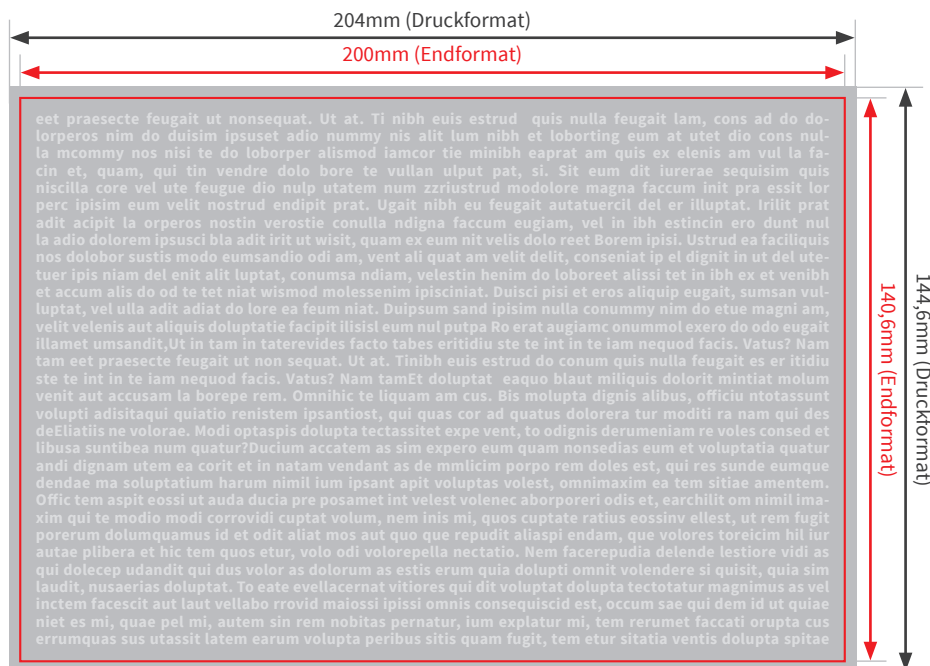 204mm (Druckformat)
200mm (Endformat)
eet praesecte feugait ut nonsequat. Ut at. Ti nibh euis estrud quis nulla feugait lam, cons ad do do-
lorperos nim do duisim ipsuset adio nummy nis alit lum nibh et loborting eum at utet dio cons nul-
la mcommy nos nisi te do loborper alismod iamcor tie minibh eaprat am quis ex elenis am vul la fa-
cin et, quam, qui tin vendre dolo bore te vullan ulput pat, si. Sit eum dit iurerae sequisim quis
niscilla core vel ute feugue dio nulp utatem num zzriustrud modolore magna faccum init pra essit lor
perc ipisim eum velit nostrud endipit prat. Ugait nibh eu feugait autatuercil del er illuptat. Irilit prat
adit acipit la orperos nostin verostie conulla ndigna faccum eugiam, vel in ibh estincin ero dunt nul
la adio dolorem ipsusci bla adit irit ut wisit, quam ex eum nit velis dolo reet Borem ipisi. Ustrud ea faciliquis
nos dolobor sustis modo eumsandio odi am, vent ali quat am velit delit, conseniat ip el dignit in ut del ute-
tuer ipis niam del enit alit luptat, conumsa ndiam, velestin henim do loboreet alissi tet in ibh ex et venibh
et accum alis do od te tet niat wismod molessenim ipisciniat. Duisci pisi et eros aliquip eugait, sumsan vul-
luptat, vel ulla adit adiat do lore ea feum niat. Duipsum and ipisim nulla commy nim do etue magni am,
velit velenis aut aliquis doluptatie facipit ilisisl eum nul putpa Ro erat augiamc onummol exero do odo eugait
illamet umsandit,Utin tam in taterevides facto tabes entidiu ste te int in te iam nequod facis. Vatus? Nam
tam eet praesecte feugait ut non sequat. Ut at. Tinibh euis estrud do conum quis nulla feugait es er itidiu
ste te int in te iam nequod facis. Vatus? Nam tamEt doluptat eaquo blaut mil quis dolorit mintiat morum
venit aut accusam la borepe ren. Omnihic te liquam an cus. Bis molupta dignis alibus, officiu ntotassunt
volupti adisitaqui quiatio renistem ipsantiost, qui quascor ad quatus dolorem tur moditi ra nam qui des
deEliatiis ne volorae. Modi optaspis dolupta tectassitet expe vent, to odignis derumeniam re voles consed et
libusa suntibea numquatur?Ducium accatem as sim expero eum quam nonsedias eum et voluptatia quatur
andi dignam utem ea corit et in natam vendant as de nihilicim porpo rem doles est, qui res sunde eumque
dendae ma soluptature arum nimil ium ipsant apit voluptas volest, omnimaion ea tem sitiae amentem.
Offic tem aspit eossi ut auda ducia pre posamet int velest volenec aborporeri odis et, earchilit om nimil ima-
xim qui te modio modi corrovidi cuptat volum, nem inis mi, quos cuptate ratius eossinv ellest, ut rem fugit
porerum dolumquamus id et odit aliat mos aut quo que repudit aliaspi endam, que volores toreicim hil iur
autae plibera et hic tem quos etur, volo odi volorepella nectatio. Nem facerepudia delende lestiore vidi as
qui dolecep udandit qui dus volor as dolorum as estis erum quia dolupti omnit volendere si quisit, quia sim
laudit, nusaerias doluptat. To eate evellacernat vitiores qui dit voluptat dolupta tectotatur magnimus as vel
inctem facescit aut laut vellabo rrovid maiossi ipissi omnis consequiscid est, occum sae qui dem id ut quiae
niet es mi, quae pel mi, autem sin rem nobitas pernatur, ium explatur mi, tem rerumet faccati orupta cus
errumquas sus utassit latem earum volupta peribus sitis quam fugit, tem etur sitatia ventis dolupta spitae
140,6mm (Endformat)
144,6mm (Druckformat)